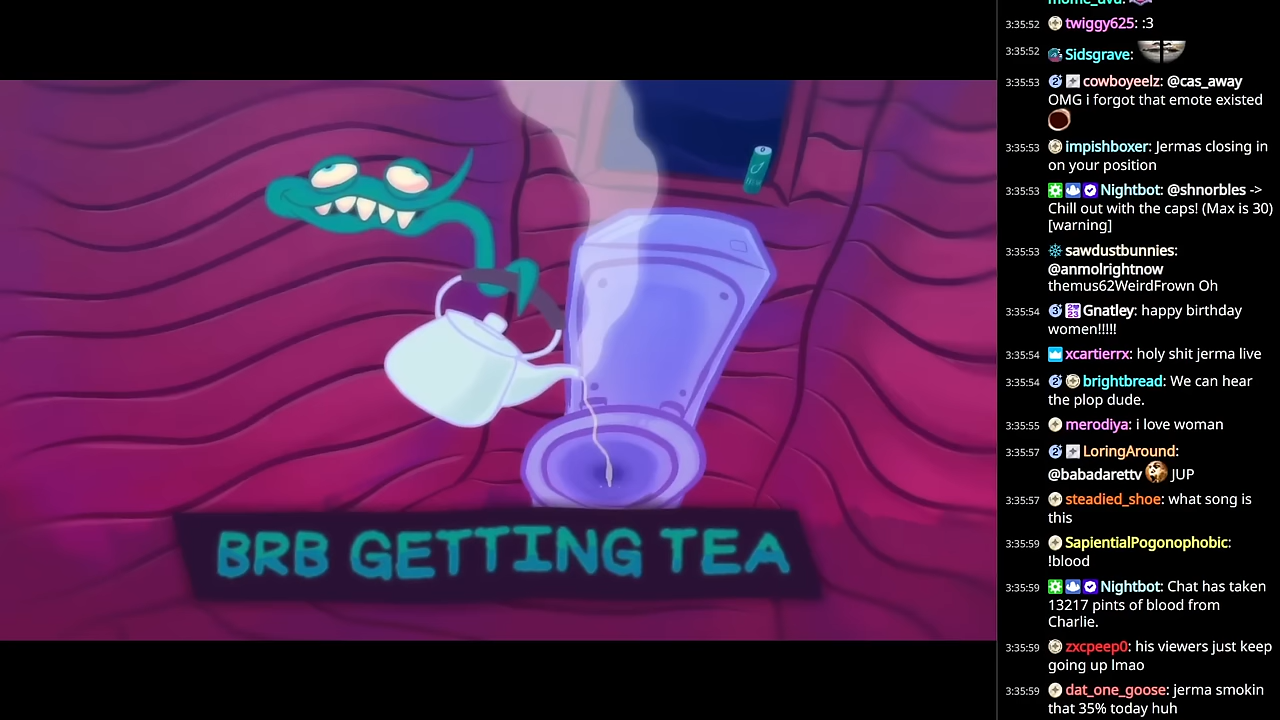 BRB GETTING TEA
3:35:52 twiggy625: :3
3:35:52 Sidsgrave:
3:35:53 cowboyeelz: @cas_away
OMG i forgot that emote existed
3:35:53 impishboxer: Jermas closing in
on your position
3:35:53 Nightbot: @shnorbles ->
Chill out with the caps! (Max is 30)
[warning]
3:35:53 sawdustbunnies:
@anmolrightnow
themus62WeirdFrown Oh
3:35:54 Gnatley: happy birthday
women!!!!!
3:35:54 xcartierrx: holy shit jerma live
3:35:54 brightbread: We can hear
the plop dude.
3:35:55 merodiya: i love woman
3:35:57 LoringAround:
@babadarettv JUP
3:35:57 steadied_shoe: what song is
this
3:35:59 SapientialPogonophobic:
!blood
3:35:59 Nightbot: Chat has taken
13217 pints of blood from
Charlie.
3:35:59 zxcpeep0: his viewers just keep
going up lmao
3:35:59 dat_one_goose: jerma smokin
that 35% today huh